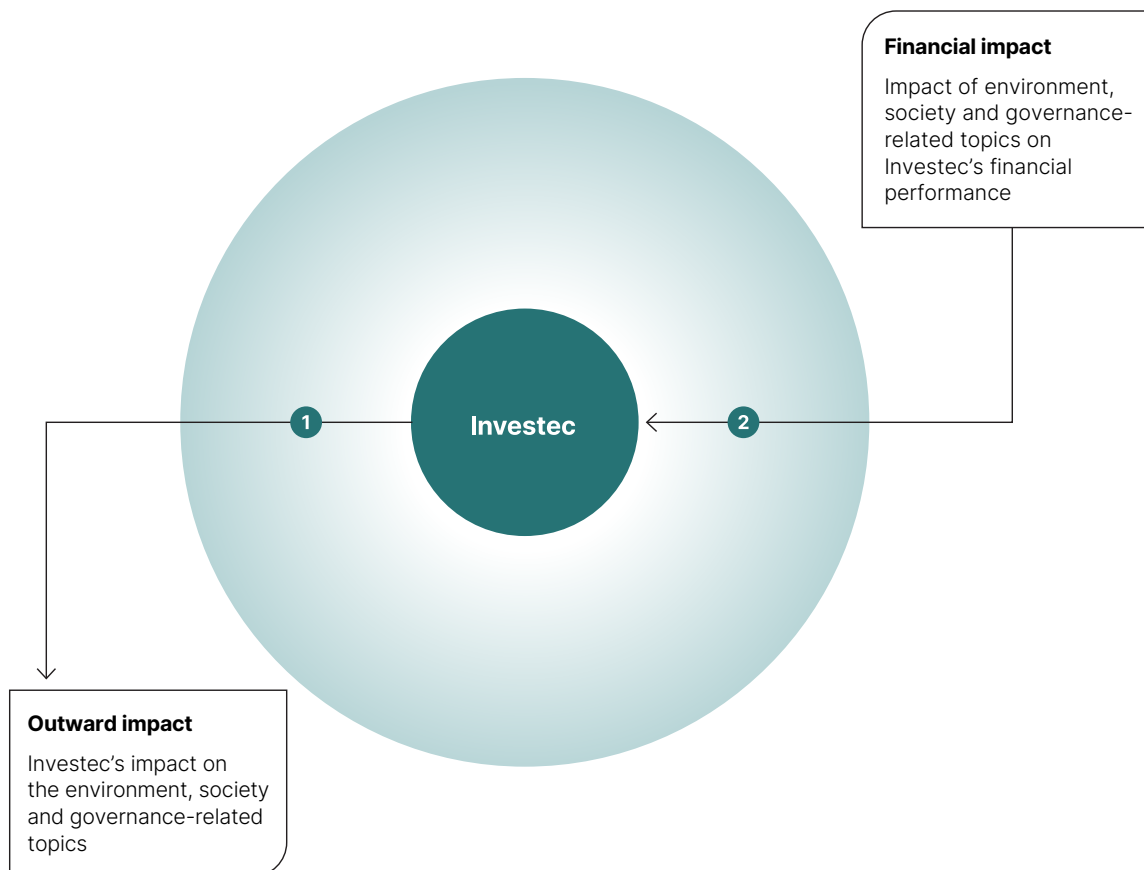 Financial impact
Impact of environment,
society and governance-
related topics on
Investec’s financial
performance
1
Investec
2
Outward impact
Investec’s impact on
the environment, society
and governance-related
topics